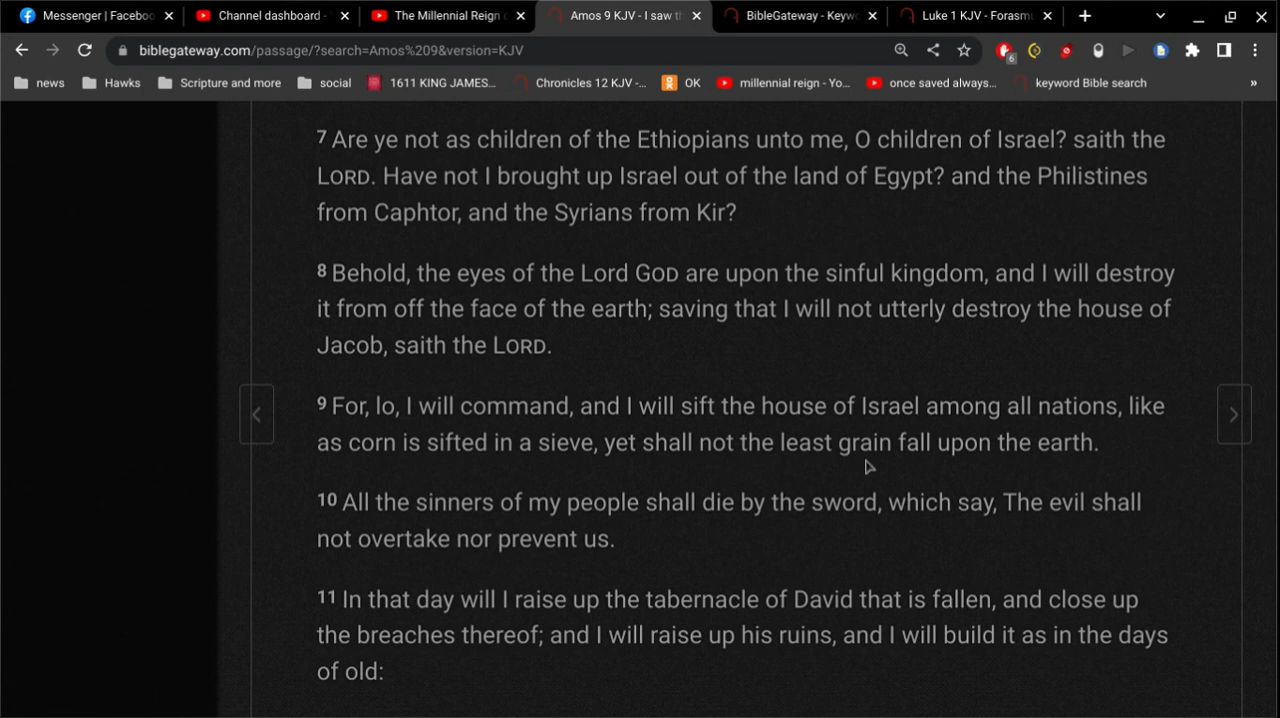 Messenger | Faceboo
Channel dashboard -
The Millennial Reign o
Amos 9 KJV - I saw th
BibleGateway - Keyw
Luke 1 KJV - Forasm
biblegateway.com/passage/?search=Amos%209&version=KJV
6
news
Hawks
Scripture and more
social
1611 KING JAMES...
Chronicles 12 KJV -...
OK
millennial reign - Yo...
once saved always...
keyword Bible search
»
7 Are ye not as children of the Ethiopians unto me, O children of Israel? saith the
LORD. Have not I brought up Israel out of the land of Egypt? and the Philistines
from Caphtor, and the Syrians from Kir?
8 Behold, the eyes of the Lord GOD are upon the sinful kingdom, and I will destroy
it from off the face of the earth; saving that I will not utterly destroy the house of
Jacob, saith the LORD.
9 For, lo, I will command, and I will sift the house of Israel among all nations, like
as corn is sifted in a sieve, yet shall not the least grain fall upon the earth.
10 All the sinners of my people shall die by the sword, which say, The evil shall
not overtake nor prevent us.
11 In that day will I raise up the tabernacle of David that is fallen, and close up
the breaches thereof; and I will raise up his ruins, and I will build it as in the days
of old: